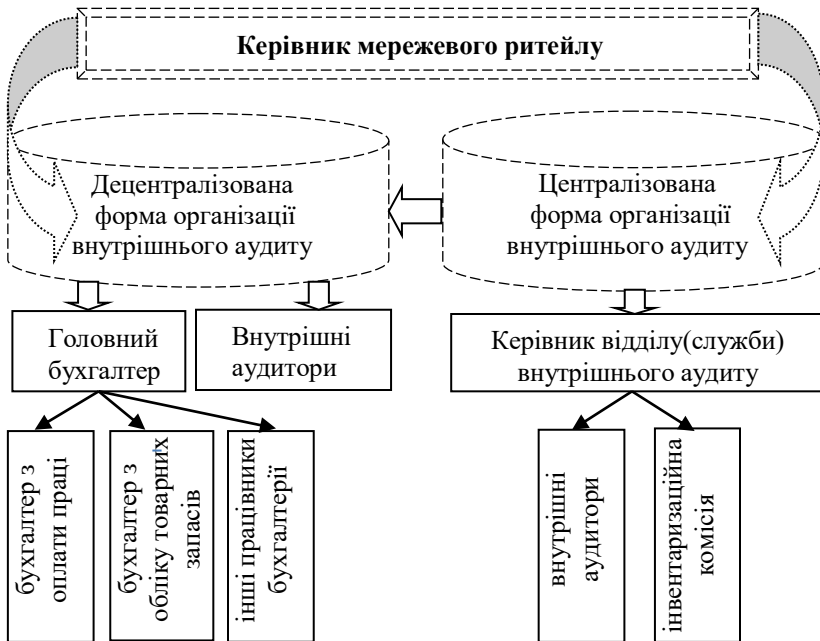 Керівник мережевого ритейлу
Децентралізована
форма організації
внутрішнього аудиту
Централізована
форма організації
внутрішнього аудиту
Головний
бухгалтер
Внутрішні
аудитори
Керівник відділу(служби)
внутрішнього аудиту
бухгалтер з
оплати праці
бухгалтер з
обліку товарних
запасів
інші працівники
бухгалтерії
внутрішні
аудитори
інвентаризаційна
комісія